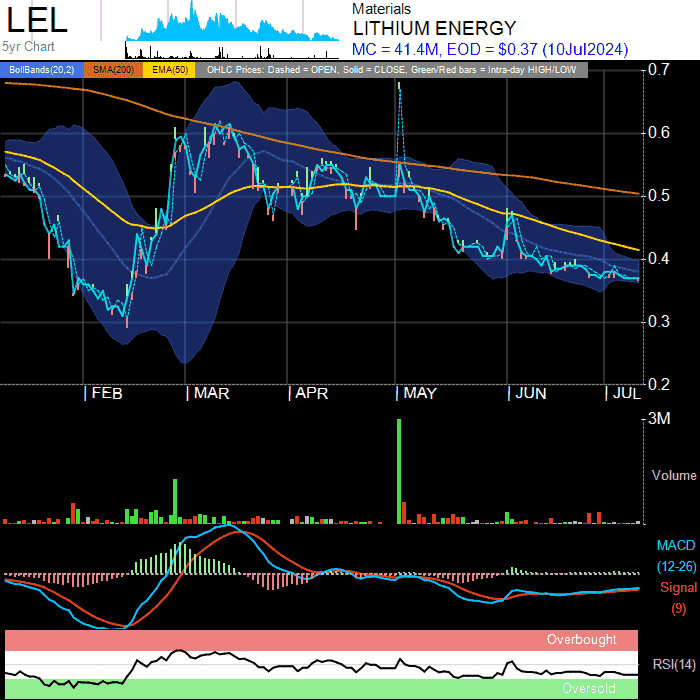 LEL
5yr Chart
Materials
LITHIUM ENERGY
MC = 41.4M, EOD = $0.37 (10Jul2024)
BollBands(20,2) SMA(200) EMA(50) OHLC Prices: Dashed = OPEN, Solid = CLOSE, Green/Red bars = Intra-day HIGH/LOW
0.7
0.6
0.5
0.4
0.3
0.2
FEB MAR APR MAY JUN JUL
3M
Volume
MACD
(12-26)
Signal
(9)
Overbought
RSI(14)
Oversold